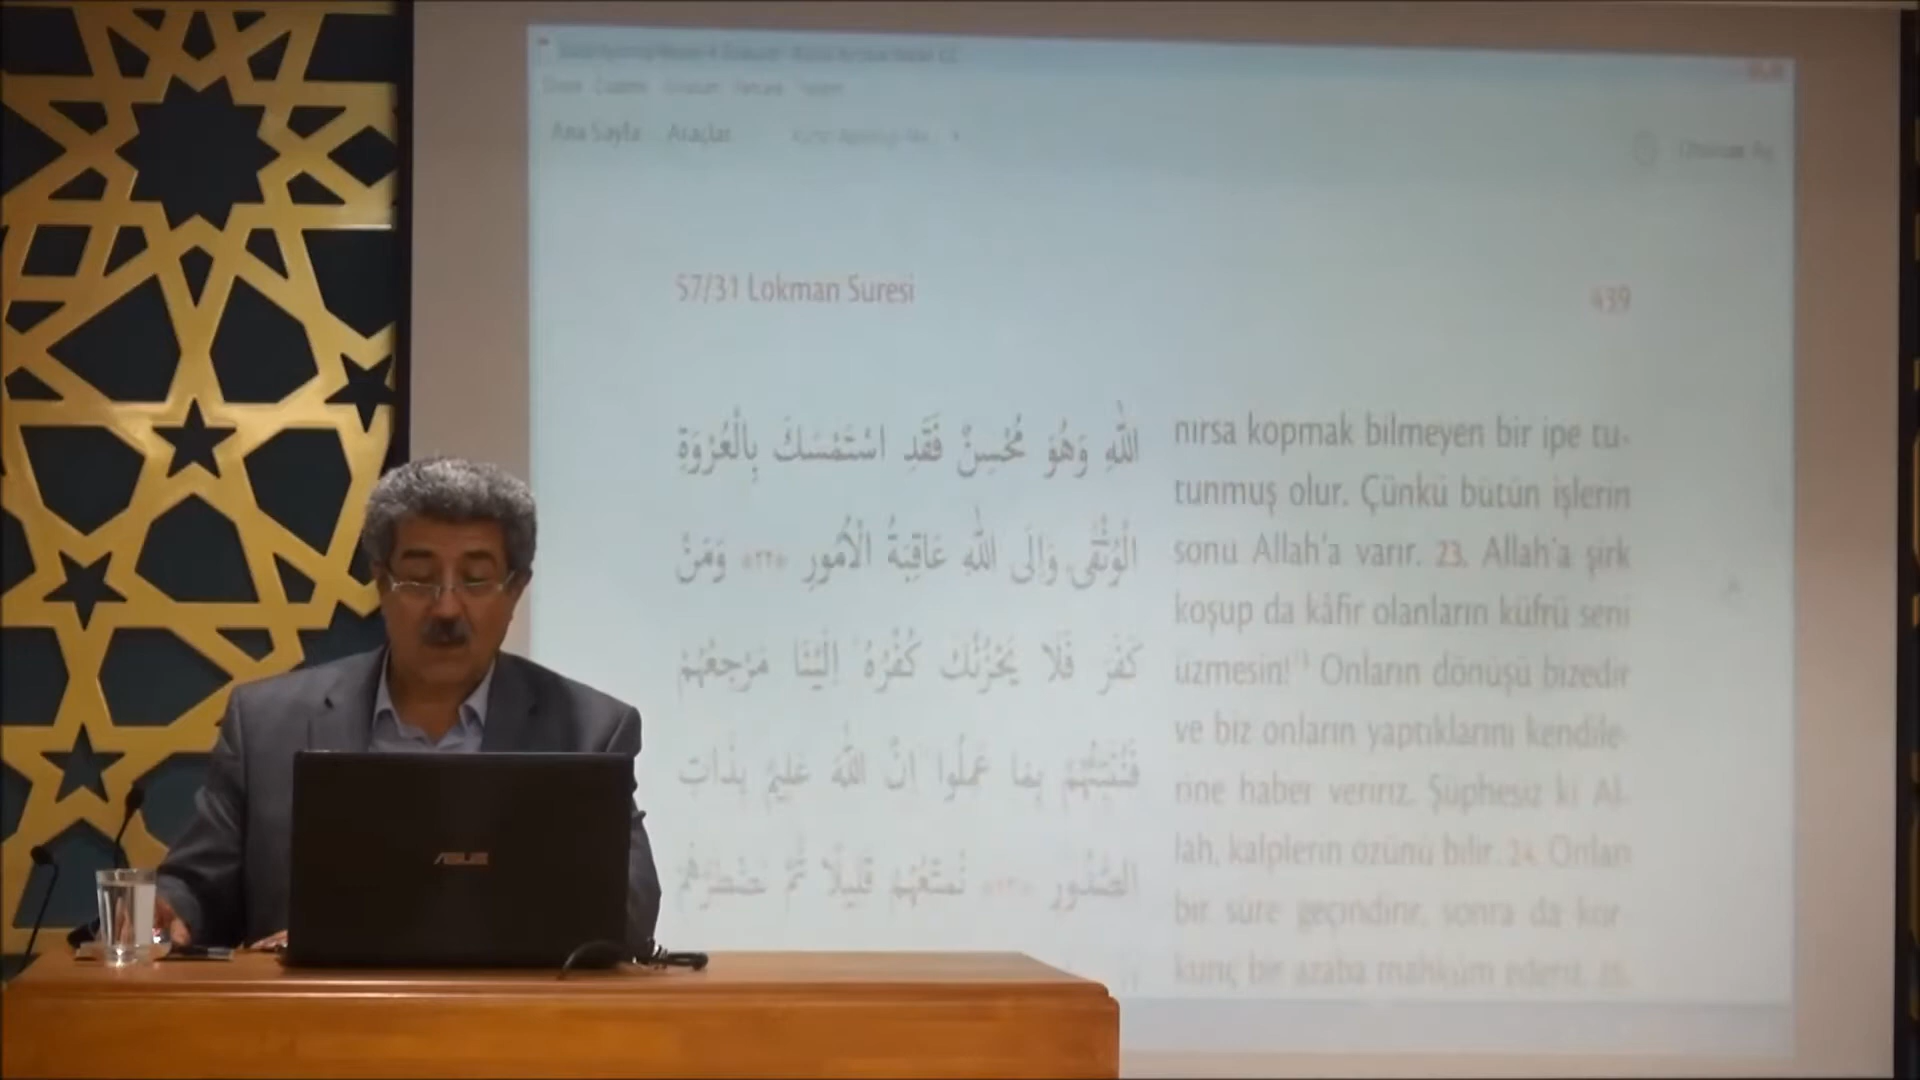 Ana Sayfa Araçlar
57/31 Lokman Suresi
439
اللّٰهِ وَهُوَ مُحْسِنٌ فَقَدِ اسْتَمْسَكَ بِالْعُرْوَةِ
الْوُثْقٰى وَاِلَى اللّٰهِ عَاقِبَةُ الْاُمُورِ ﴿٢٢﴾ وَمَنْ
كَفَرَ فَلَا يَحْزُنْكَ كُفْرُهُ اِلَيْنَا مَرْجِعُهُمْ
فَنُنَبِّئُهُمْ بِمَا عَمِلُوا اِنَّ اللّٰهَ عَلِيمٌ بِذَاتِ
الصُّدُورِ ﴿٢٣﴾ نُمَتِّعُهُمْ قَلِيلًا ثُمَّ نَضْطَرُّهُمْ
nırsa kopmak bilmeyen bir ipe tu-
tunmuş olur. Çünkü bütün işlerin
sonu Allah'a varır. 23. Allah'a şirk
koşup da kâfir olanların küfrü seni
üzmesin! Onların dönüşü bizedir
ve biz onların yaptıklarını kendile-
rine haber veririz. Şüphesiz ki Al-
lah, kalplerin özünü bilir. 24. Onları
bir süre geçindirir, sonra da kor-
kunç bir azaba mahkûm ederiz. 25.
ASUS